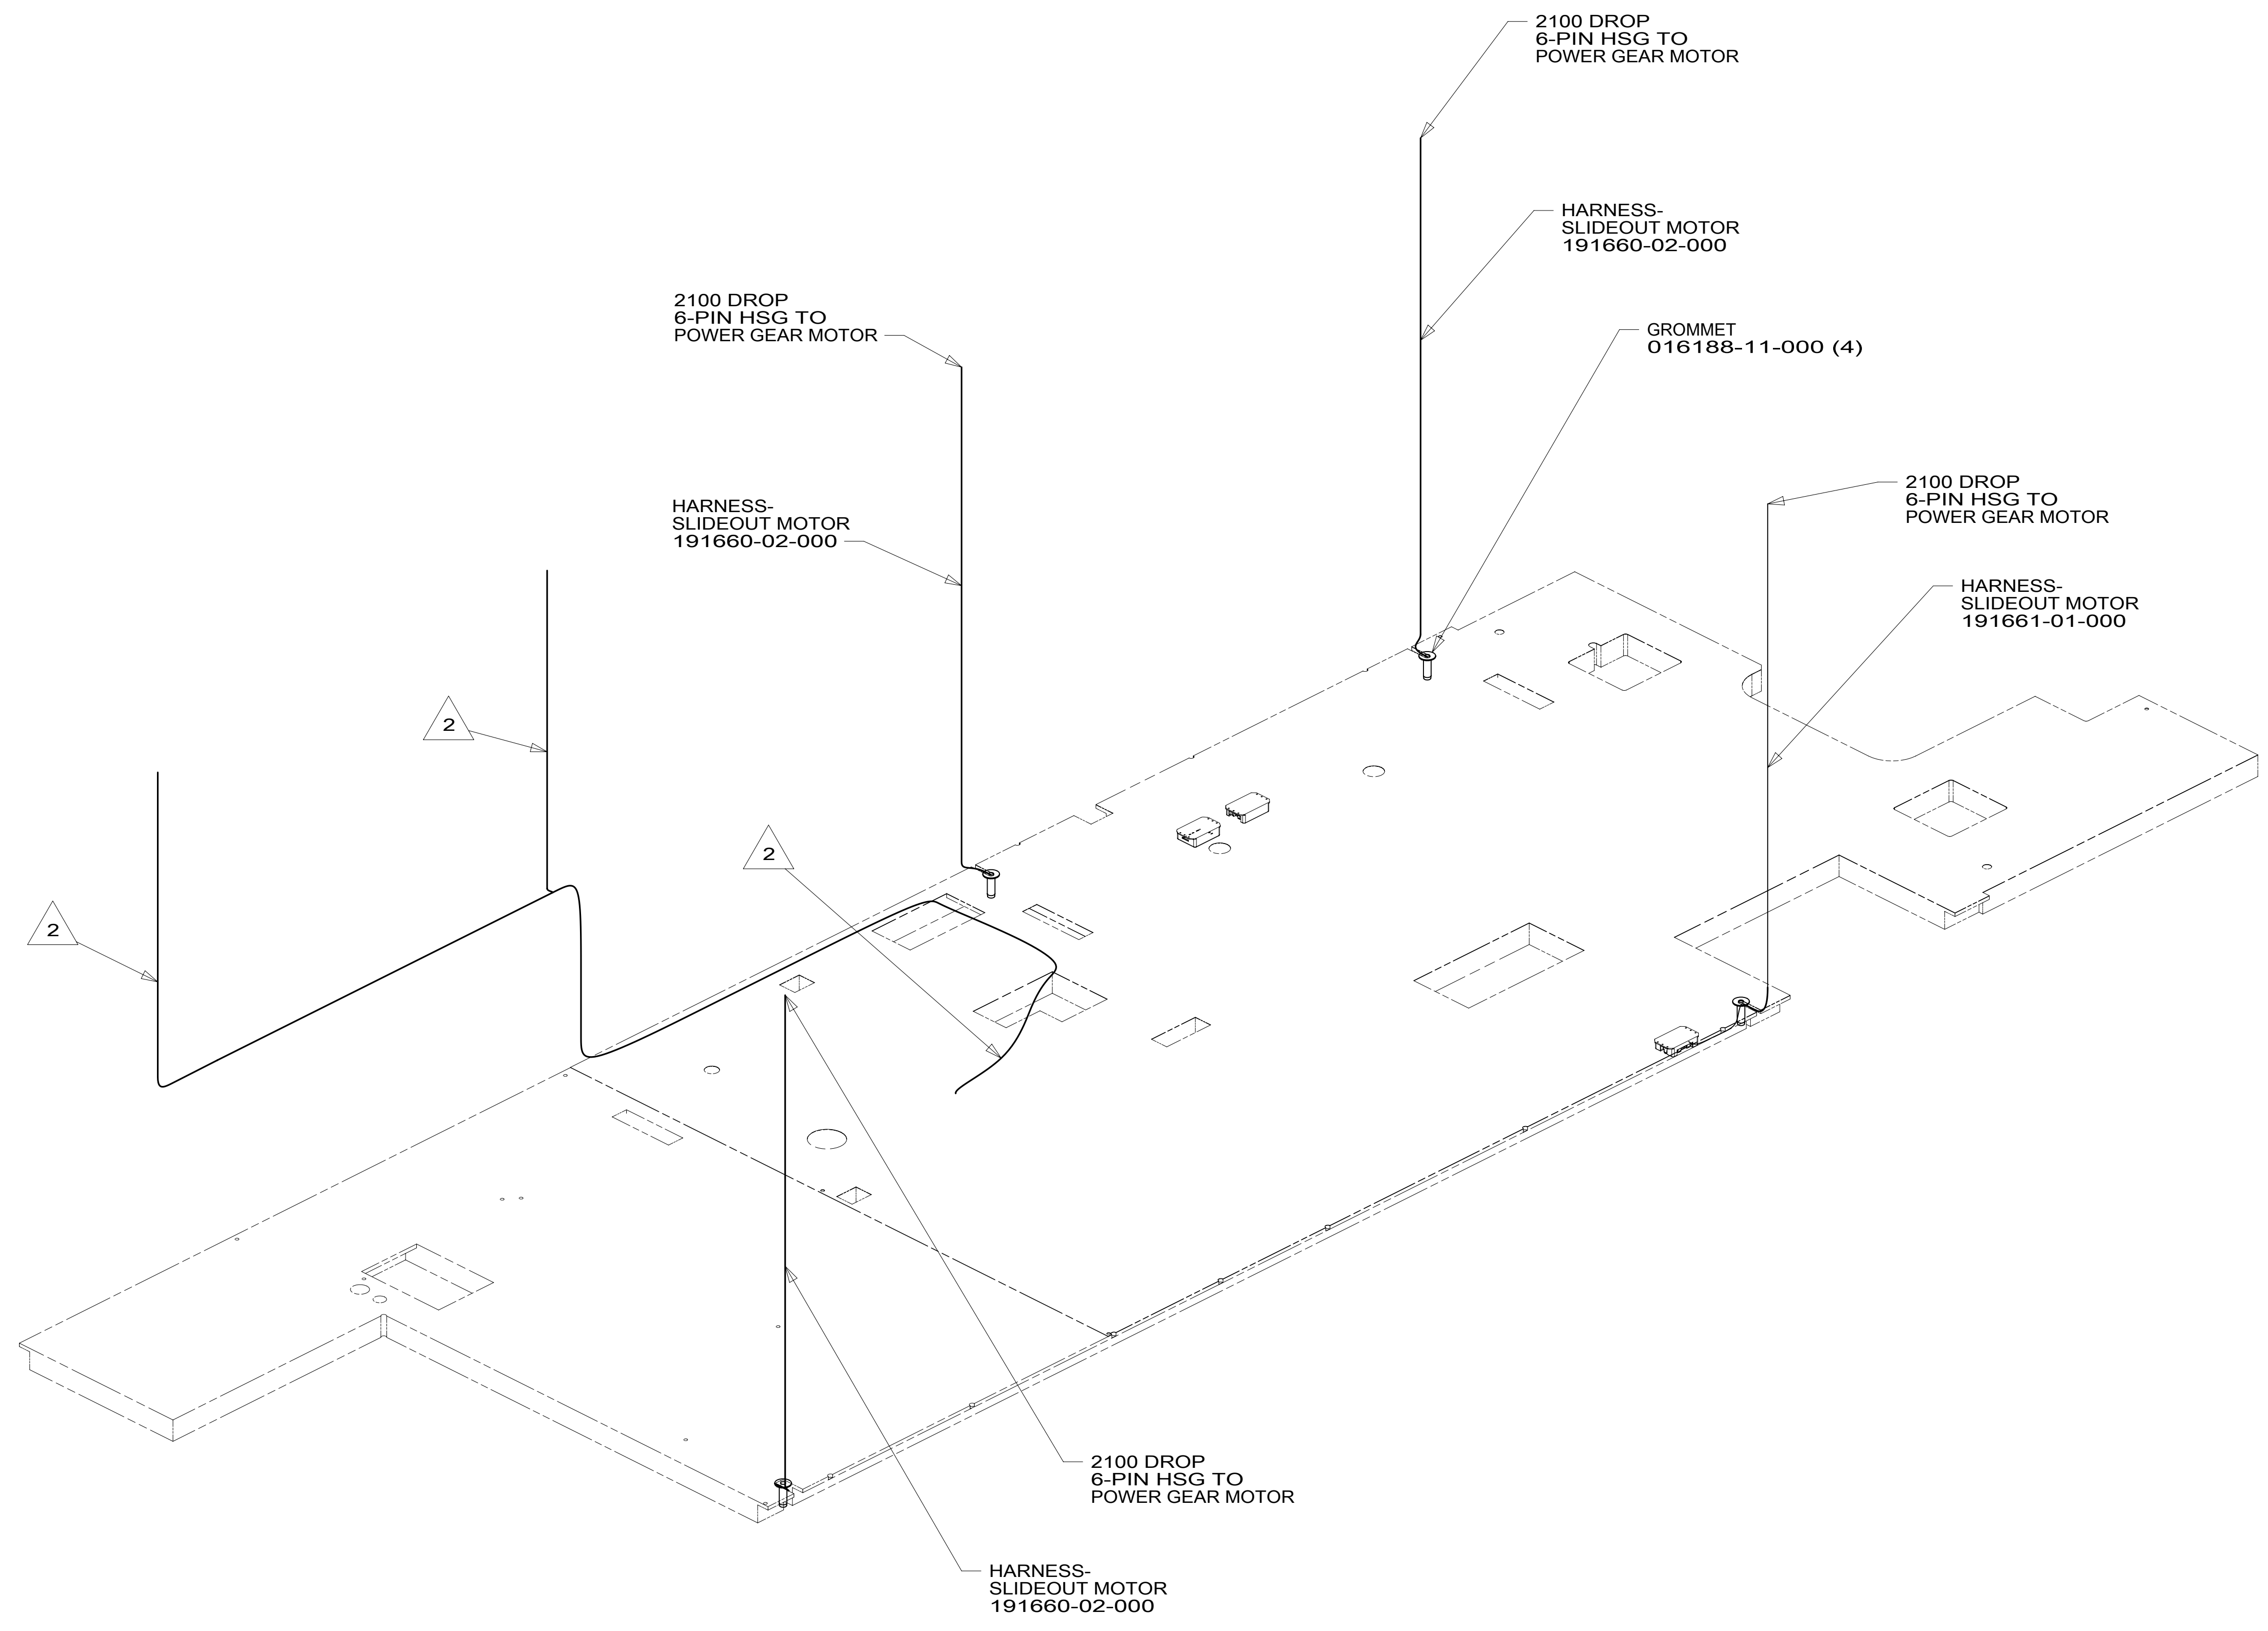 2100 DROP
6-PIN HSG TO
POWER GEAR MOTOR
HARNESS-
SLIDEOUT MOTOR
191660-02-000
2100 DROP
6-PIN HSG TO
POWER GEAR MOTOR
GROMMET
016188-11-000 (4)
2100 DROP
6-PIN HSG TO
POWER GEAR MOTOR
HARNESS-
SLIDEOUT MOTOR
191660-02-000
HARNESS-
SLIDEOUT MOTOR
191661-01-000
2
2
2
2100 DROP
6-PIN HSG TO
POWER GEAR MOTOR
HARNESS-
SLIDEOUT MOTOR
191660-02-000